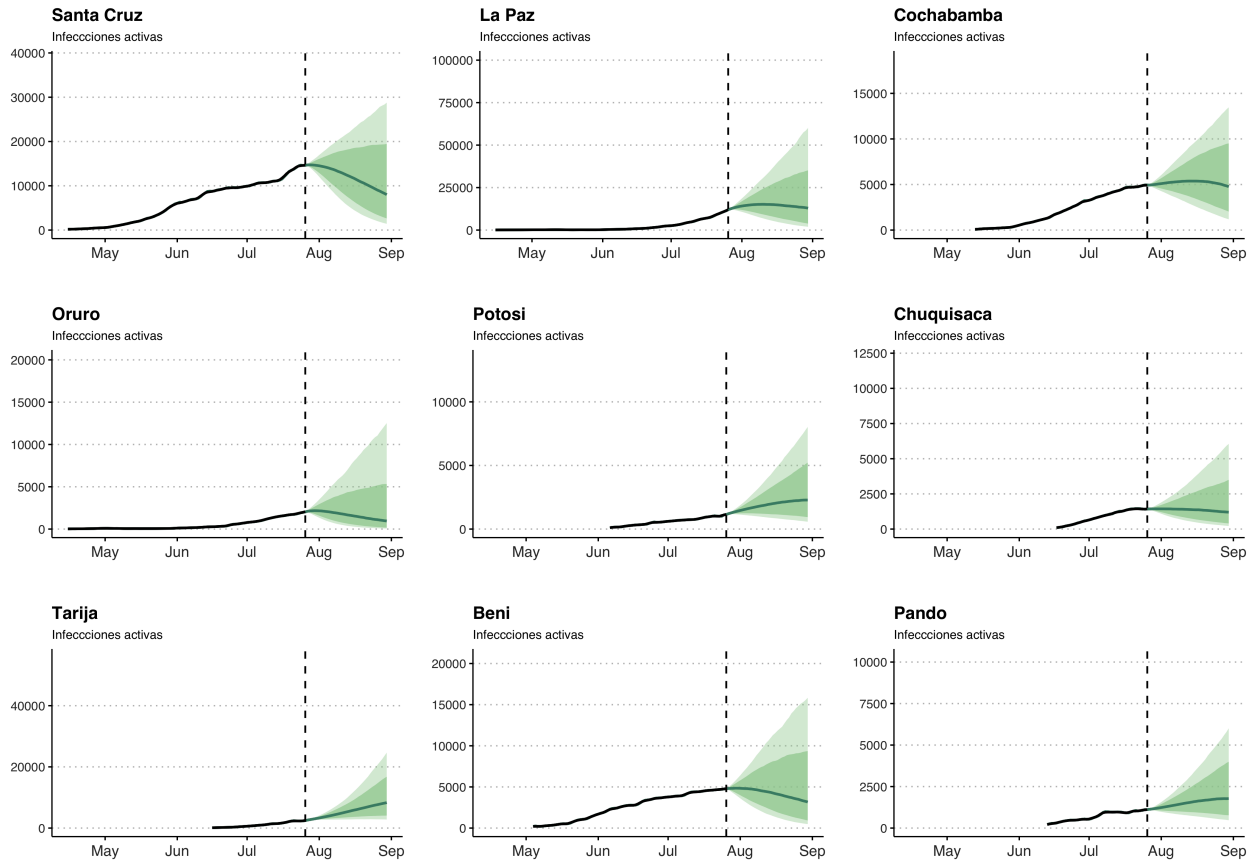 Santa Cruz
Infeccciones activas
40000
30000
20000
10000
0
May Jun Jul Aug Sep
La Paz
Infeccciones activas
100000
75000
50000
25000
0
May Jun Jul Aug Sep
Cochabamba
Infeccciones activas
15000
10000
5000
0
May Jun Jul Aug Sep
Oruro
Infeccciones activas
20000
15000
10000
5000
0
May Jun Jul Aug Sep
Potosi
Infeccciones activas
10000
5000
0
May Jun Jul Aug Sep
Chuquisaca
Infeccciones activas
12500
10000
7500
5000
2500
0
May Jun Jul Aug Sep
Tarija
Infeccciones activas
40000
20000
0
May Jun Jul Aug Sep
Beni
Infeccciones activas
20000
15000
10000
5000
0
May Jun Jul Aug Sep
Pando
Infeccciones activas
10000
7500
5000
2500
0
May Jun Jul Aug Sep